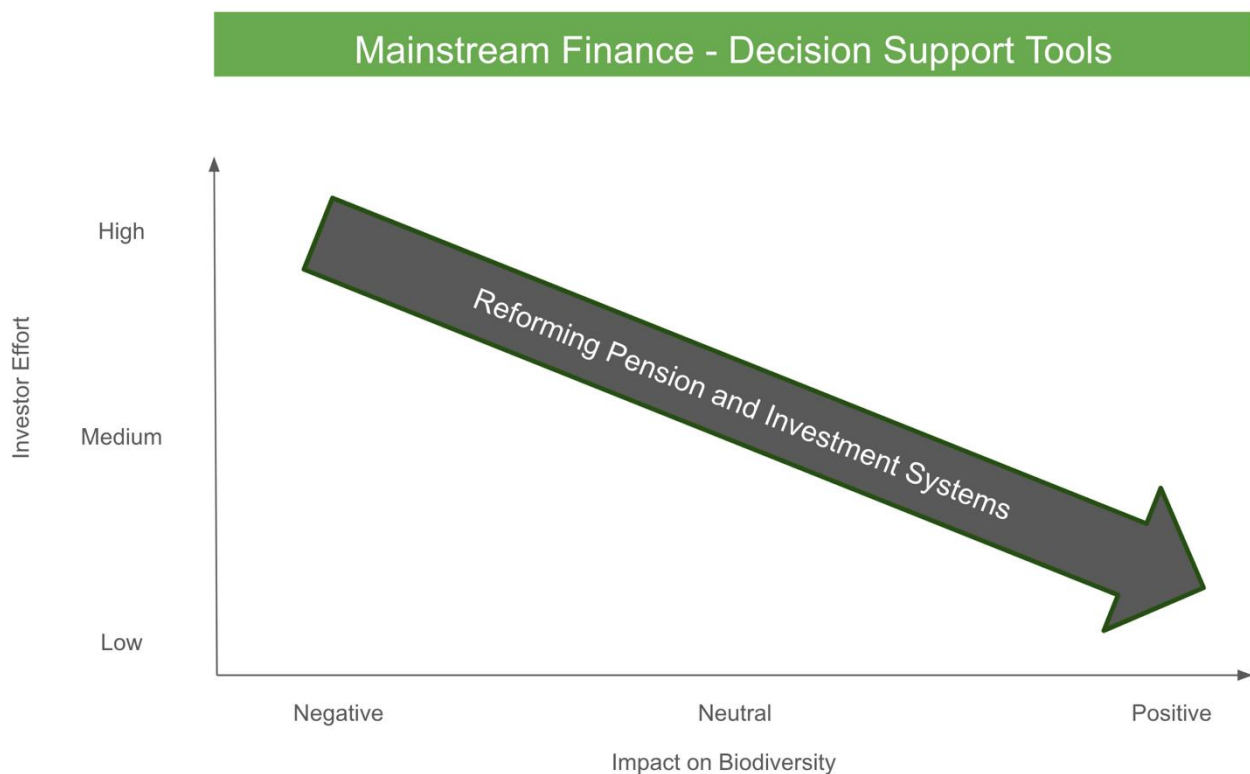 Mainstream Finance - Decision Support Tools
High
Medium
Low
Investor Effort
Reforming Pension and Investment Systems
Negative
Neutral
Positive
Impact on Biodiversity